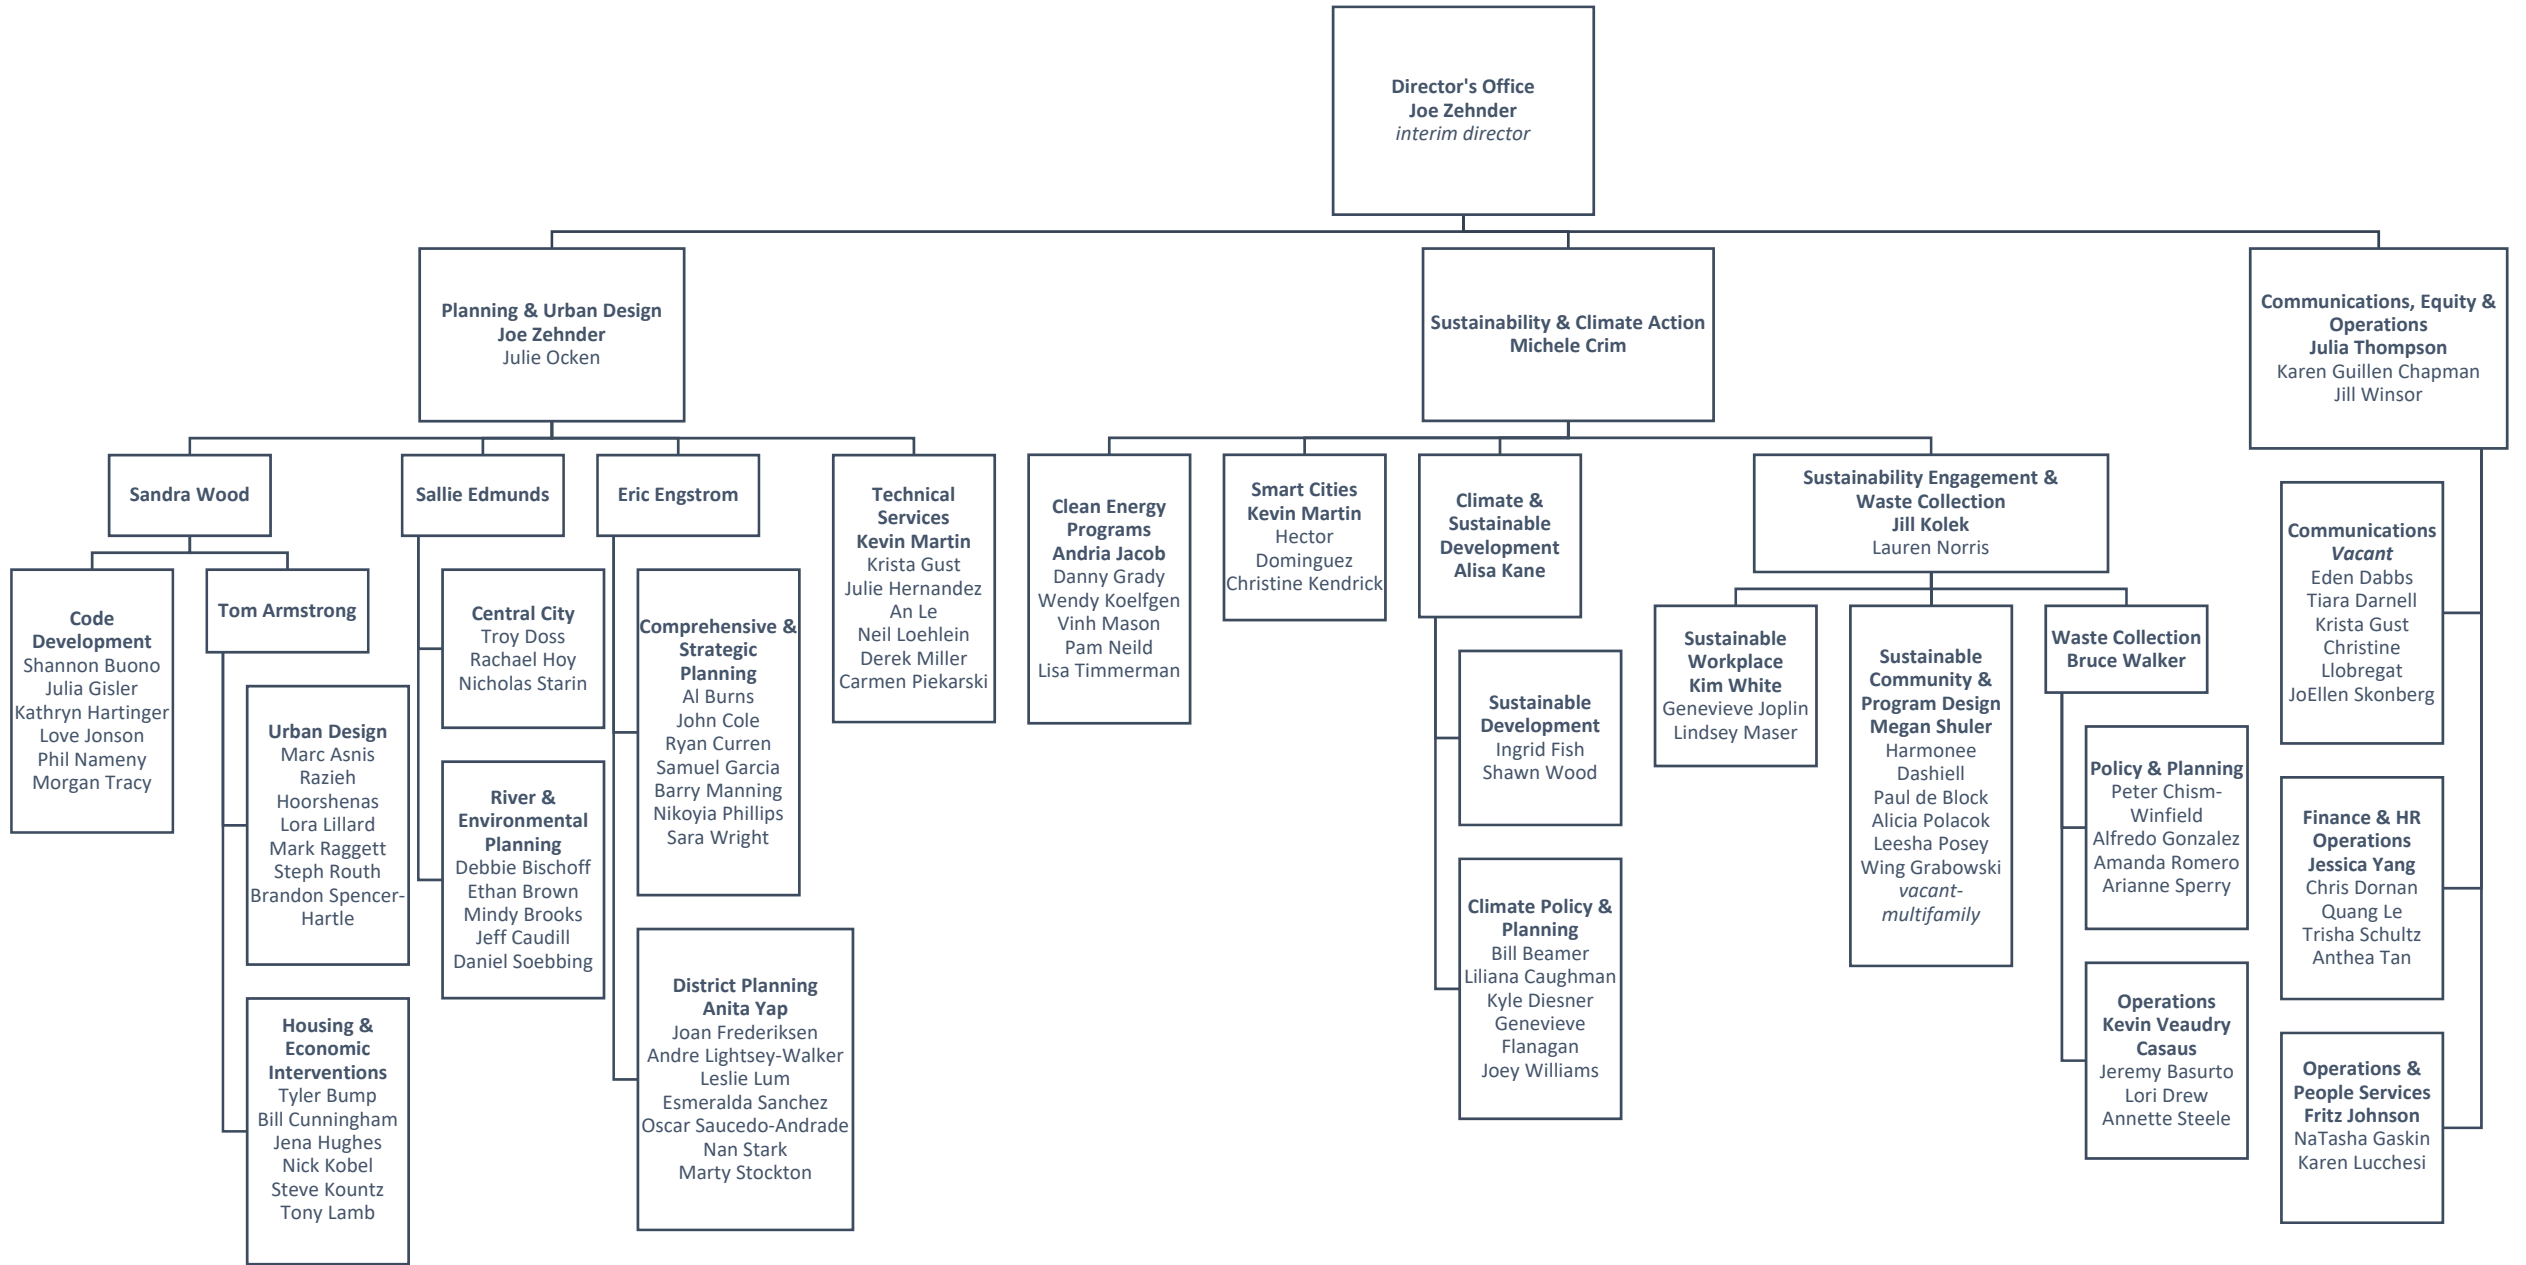 Director's Office
Joe Zehnder
interim director
Planning & Urban Design
Joe Zehnder
Julie Ocken
Sustainability & Climate Action
Michele Crim
Communications, Equity &
Operations
Julia Thompson
Karen Guillen Chapman
Jill Winsor
Sandra Wood
Sallie Edmunds
Eric Engstrom
Technical
Services
Kevin Martin
Krista Gust
Julie Hernandez
An Le
Neil Loehlein
Derek Miller
Carmen Piekarski
Clean Energy
Programs
Andria Jacob
Danny Grady
Wendy Koelfgen
Vinh Mason
Pam Neild
Lisa Timmerman
Smart Cities
Kevin Martin
Hector
Dominguez
Christine Kendrick
Climate &
Sustainable
Development
Alisa Kane
Sustainability Engagement &
Waste Collection
Jill Kolek
Lauren Norris
Code
Development
Shannon Buono
Julia Gisler
Kathryn Hartinger
Love Jonson
Phil Nameny
Morgan Tracy
Tom Armstrong
Urban Design
Marc Asnis
Razieh
Hoorshenas
Lora Lillard
Mark Raggett
Steph Routh
Brandon Spencer-
Hartle
Housing &
Economic
Interventions
Tyler Bump
Bill Cunningham
Jena Hughes
Nick Kobel
Steve Kountz
Tony Lamb
Central City
Troy Doss
Rachael Hoy
Nicholas Starin
River &
Environmental
Planning
Debbie Bischoff
Ethan Brown
Mindy Brooks
Jeff Caudill
Daniel Soebbing
Comprehensive &
Strategic
Planning
Al Burns
John Cole
Ryan Curren
Samuel Garcia
Barry Manning
Nikoyia Phillips
Sara Wright
District Planning
Anita Yap
Joan Frederiksen
Andre Lightsey-Walker
Leslie Lum
Esmeralda Sanchez
Oscar Saucedo-Andrade
Nan Stark
Marty Stockton
Sustainable
Development
Ingrid Fish
Shawn Wood
Climate Policy &
Planning
Bill Beamer
Liliana Caughman
Kyle Diesner
Genevieve
Flanagan
Joey Williams
Sustainable
Workplace
Kim White
Genevieve Joplin
Lindsey Maser
Sustainable
Community &
Program Design
Megan Shuler
Harmonee
Dashiell
Paul de Block
Alicia Polacok
Leesha Posey
Wing Grabowski
vacant-
multifamily
Waste Collection
Bruce Walker
Policy & Planning
Peter Chism-
Winfield
Alfredo Gonzalez
Amanda Romero
Arianne Sperry
Operations
Kevin Veaudry
Casaus
Jeremy Basurto
Lori Drew
Annette Steele
Communications
Vacant
Eden Dabbs
Tiara Darnell
Krista Gust
Christine
Llobregat
JoEllen Skonberg
Finance & HR
Operations
Jessica Yang
Chris Dornan
Quang Le
Trisha Schultz
Anthea Tan
Operations &
People Services
Fritz Johnson
NaTasha Gaskin
Karen Lucchesi